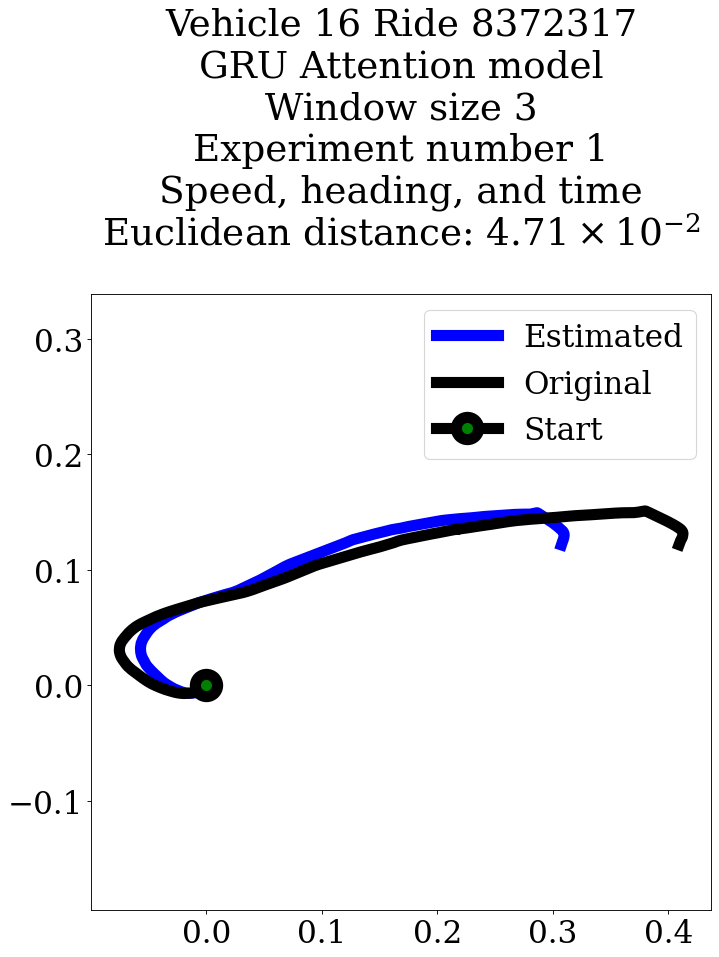 Vehicle 16 Ride 8372317
GRU Attention model
Window size 3
Experiment number 1
Speed, heading, and time
Euclidean distance: 4.71 × 10⁻²
Estimated
Original
Start
0.3
0.2
0.1
0.0
−0.1
0.0 0.1 0.2 0.3 0.4